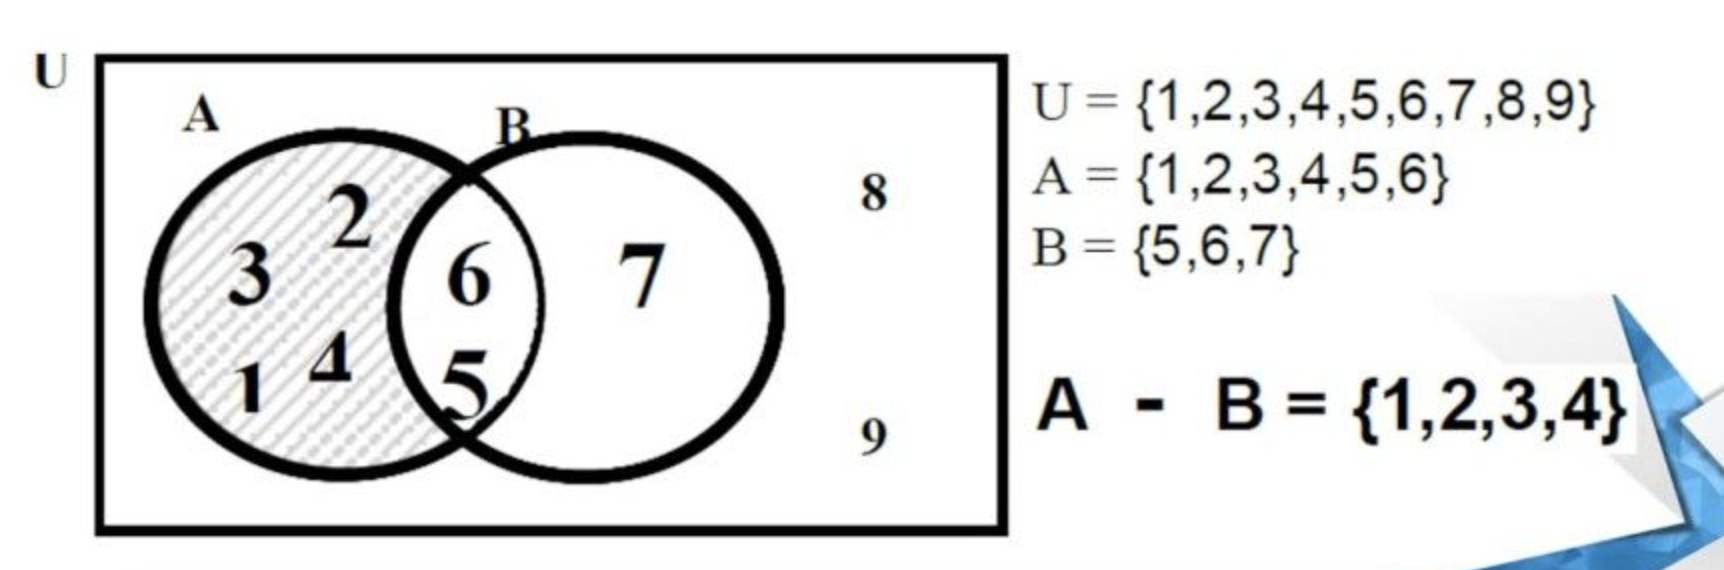 U
A
B
2
3
6
7
8
1
4
5
9
U = {1,2,3,4,5,6,7,8,9}
A = {1,2,3,4,5,6}
B = {5,6,7}
A - B = {1,2,3,4}